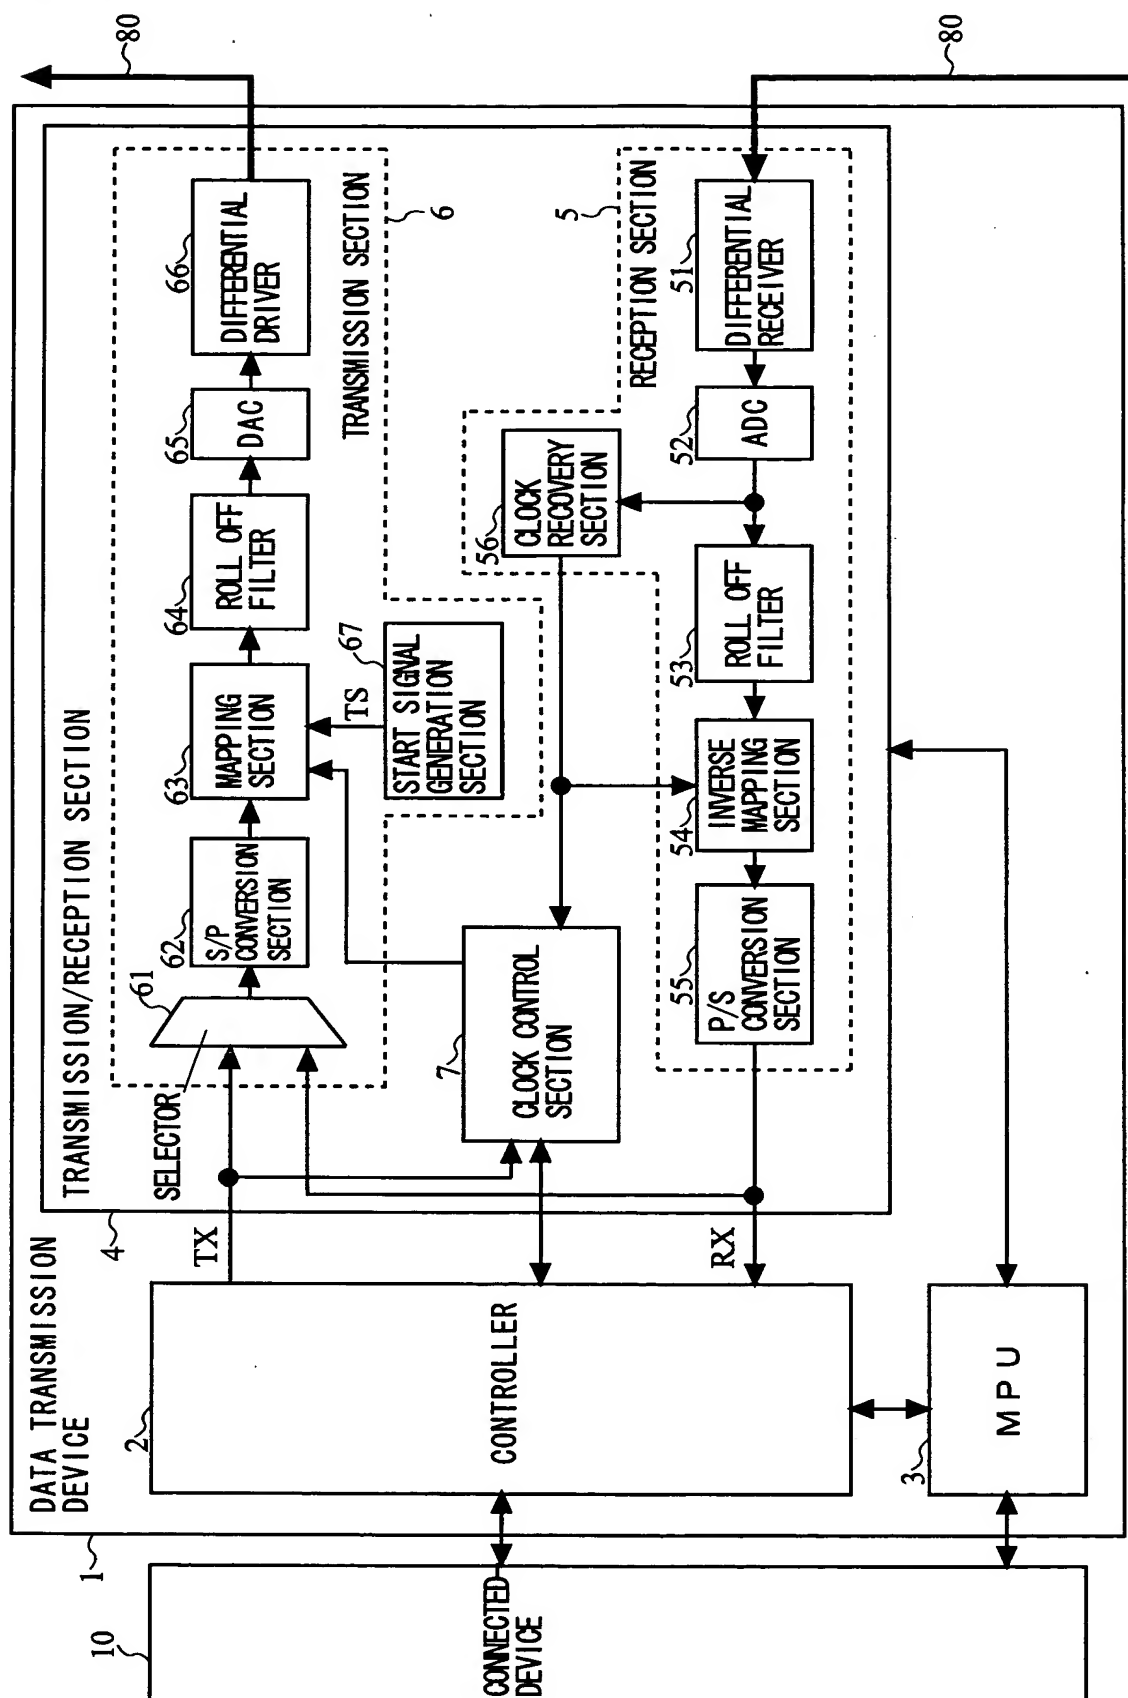 10
CONNECTED
DEVICE
1
DATA TRANSMISSION
DEVICE
2
CONTROLLER
3
MPU
4
TRANSMISSION/RECEPTION SECTION
TX
RX
SELECTOR
61
62
S/P
CONVERSION
SECTION
63
MAPPING
SECTION
64
ROLL OFF
FILTER
65
DAC
66
DIFFERENTIAL
DRIVER
80
TS
67
START SIGNAL
GENERATION
SECTION
TRANSMISSION SECTION
6
7
CLOCK CONTROL
SECTION
56
CLOCK
RECOVERY
SECTION
5
RECEPTION SECTION
55
P/S
CONVERSION
SECTION
54
INVERSE
MAPPING
SECTION
53
ROLL OFF
FILTER
52
ADC
51
DIFFERENTIAL
RECEIVER
80